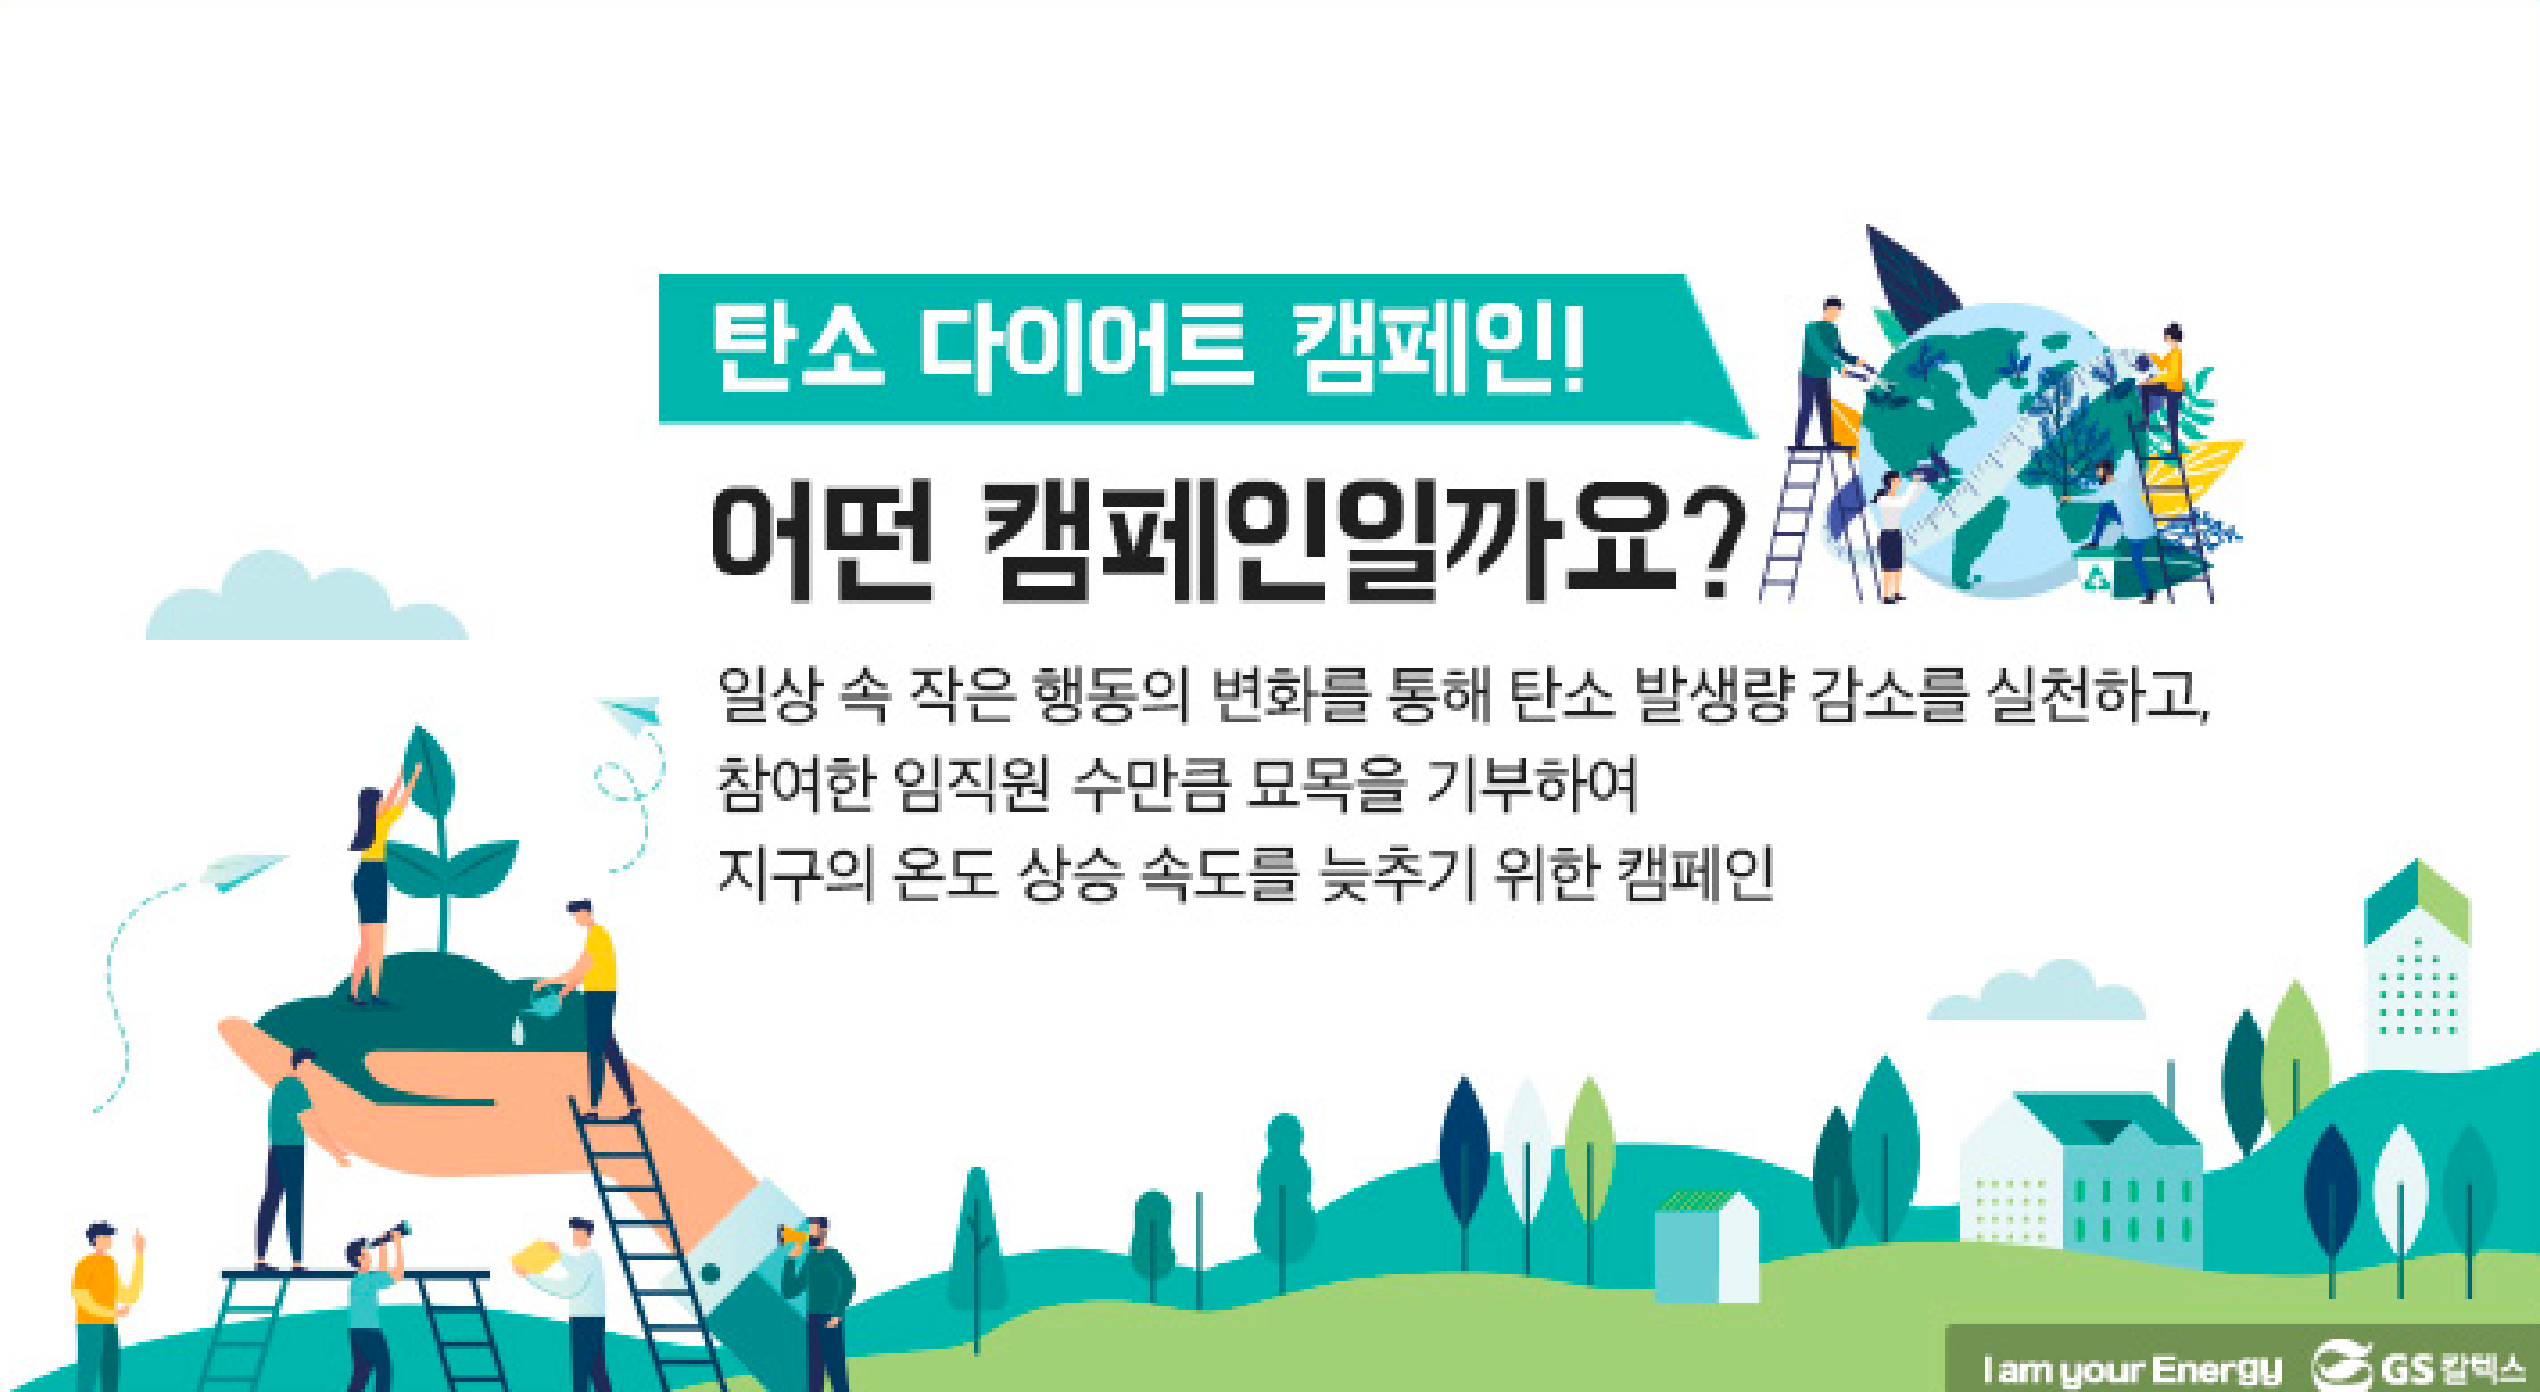 탄소 다이어트 캠페인!
어떤 캠페인일까요?
일상 속 작은 행동의 변화를 통해 탄소 발생량 감소를 실천하고,
참여한 임직원 수만큼 묘목을 기부하여
지구의 온도 상승 속도를 늦추기 위한 캠페인
I am your Energy GS칼텍스